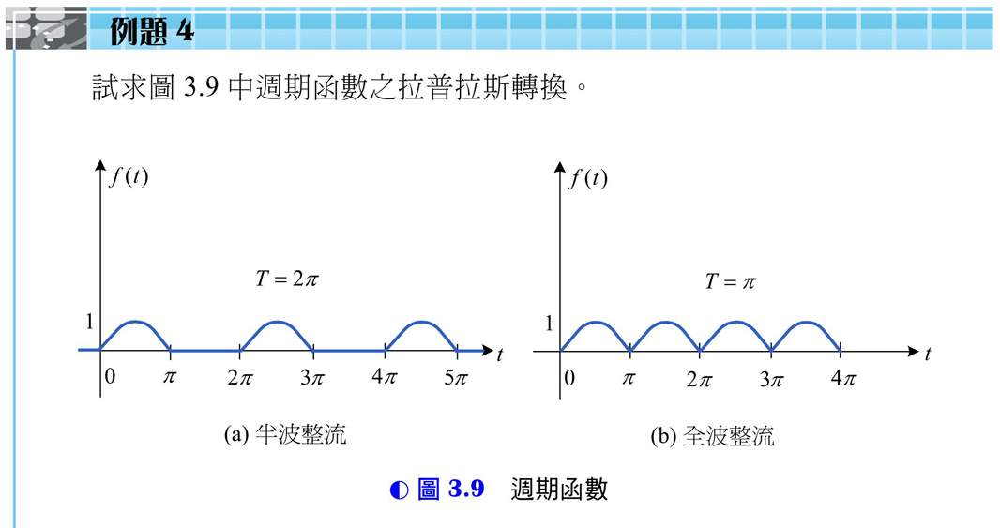 例題 4
試求圖 3.9 中週期函數之拉普拉斯轉換。
f(t)
T = 2π
1
0 π 2π 3π 4π 5π t
(a) 半波整流
f(t)
T = π
1
0 π 2π 3π 4π t
(b) 全波整流
圖 3.9 週期函數